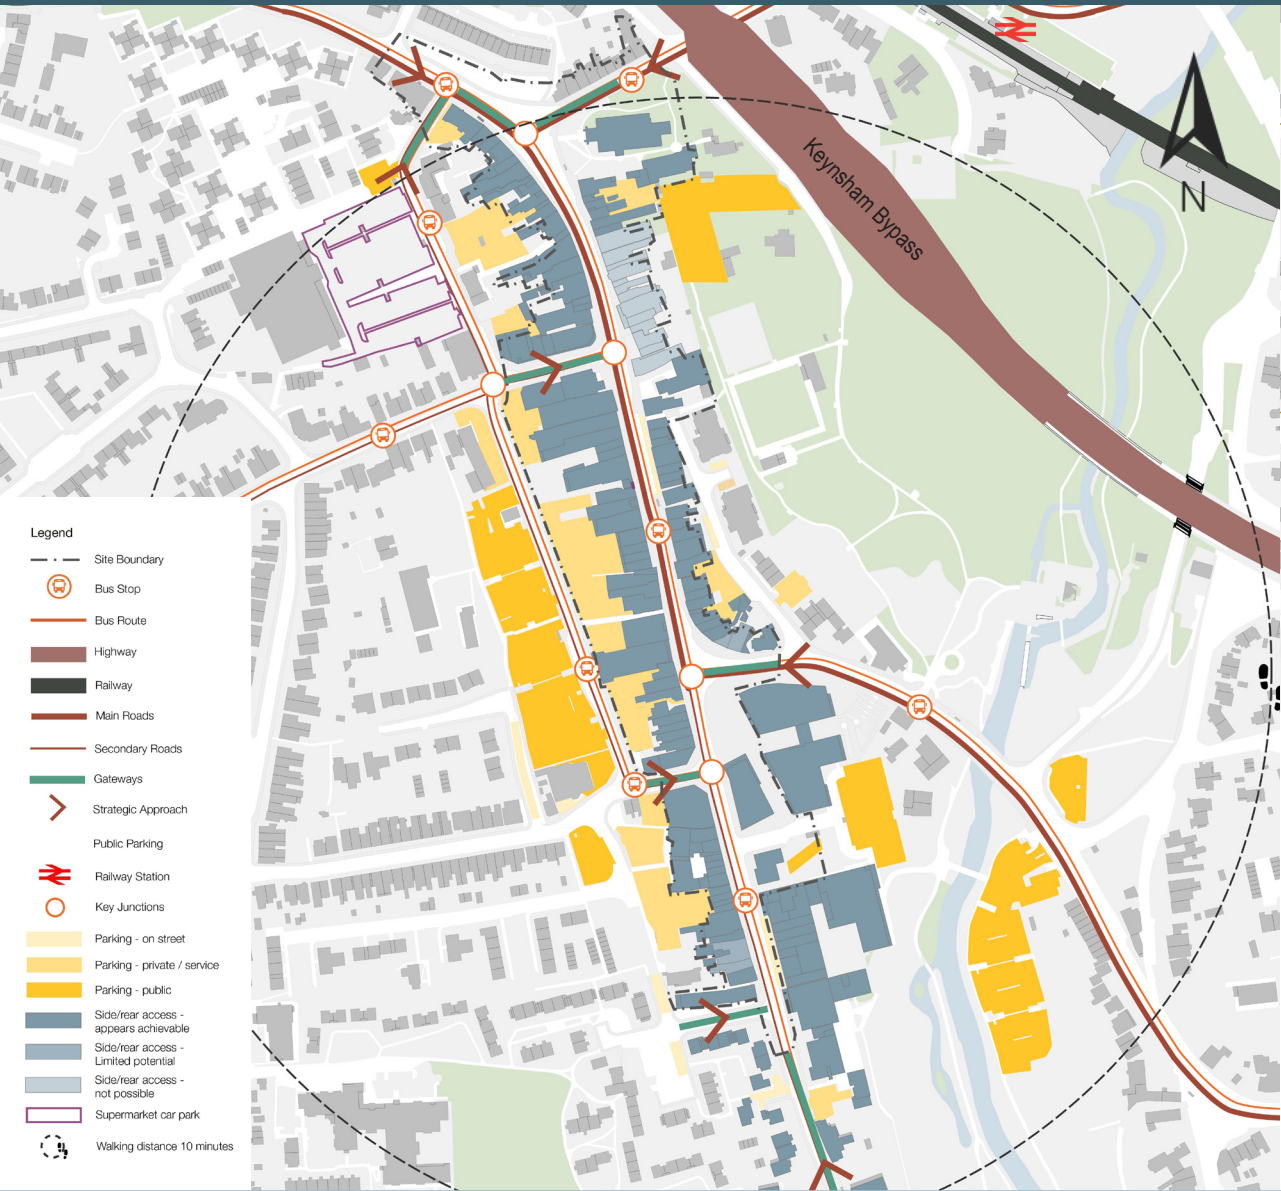 Keynsham Bypass
N
Legend
Site Boundary
Bus Stop
Bus Route
Highway
Railway
Main Roads
Secondary Roads
Gateways
Strategic Approach
Public Parking
Railway Station
Key Junctions
Parking - on street
Parking - private / service
Parking - public
Side/rear access -
appears achievable
Side/rear access -
Limited potential
Side/rear access -
not possible
Supermarket car park
Walking distance 10 minutes